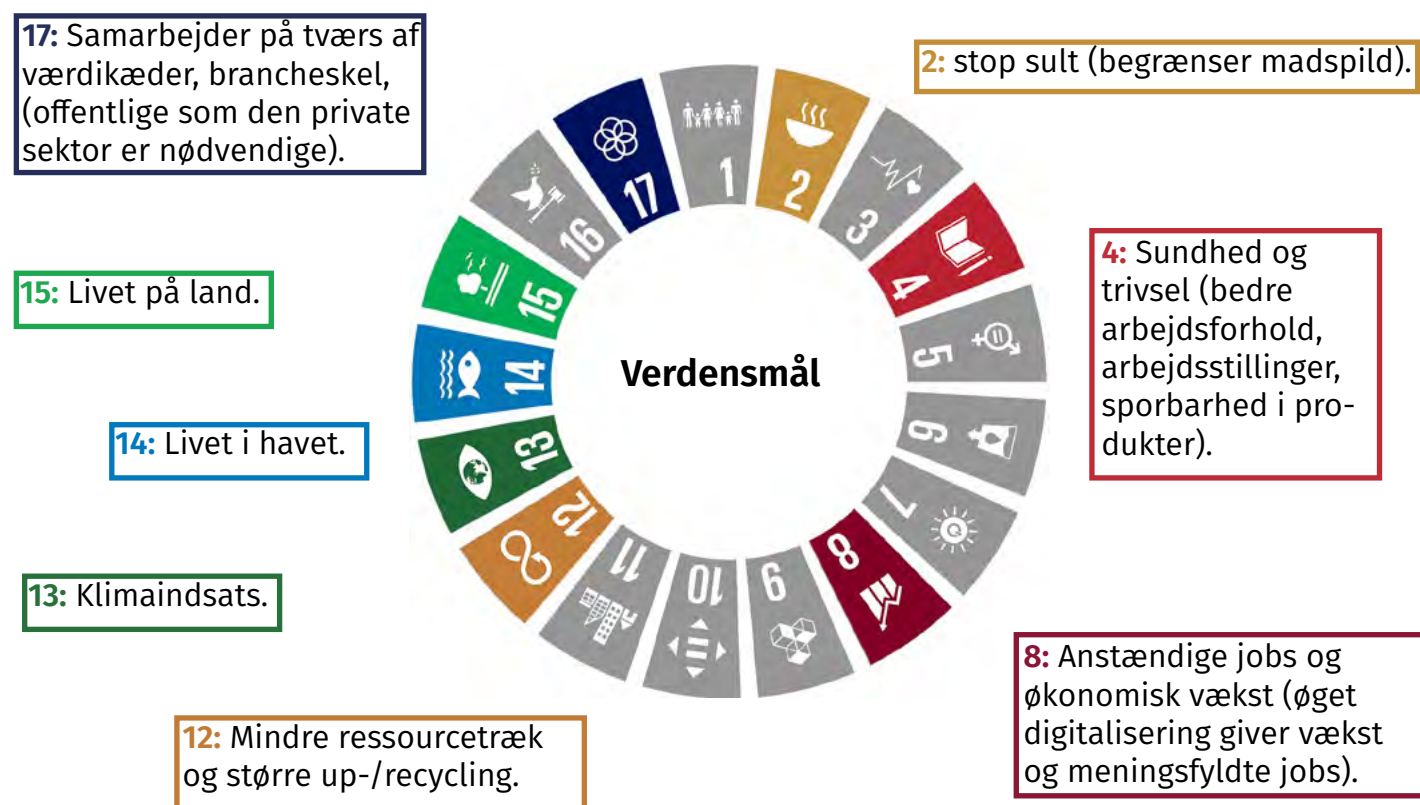 17: Samarbejder på tværs af
værdikæder, brancheskel,
(offentlige som den private
sektor er nødvendige).
2: stop sult (begrænser madspild).
4: Sundhed og
trivsel (bedre
arbejdsforhold,
arbejdsstillinger,
sporbarhed i pro-
dukter).
15: Livet på land.
14: Livet i havet.
13: Klimaindsats.
12: Mindre ressourcetræk
og større up-/recycling.
8: Anstændige jobs og
økonomisk vækst (øget
digitalisering giver vækst
og meningsfyldte jobs).
Verdensmål
1
2
3
4
5
6
7
8
9
10
11
12
13
14
15
16
17